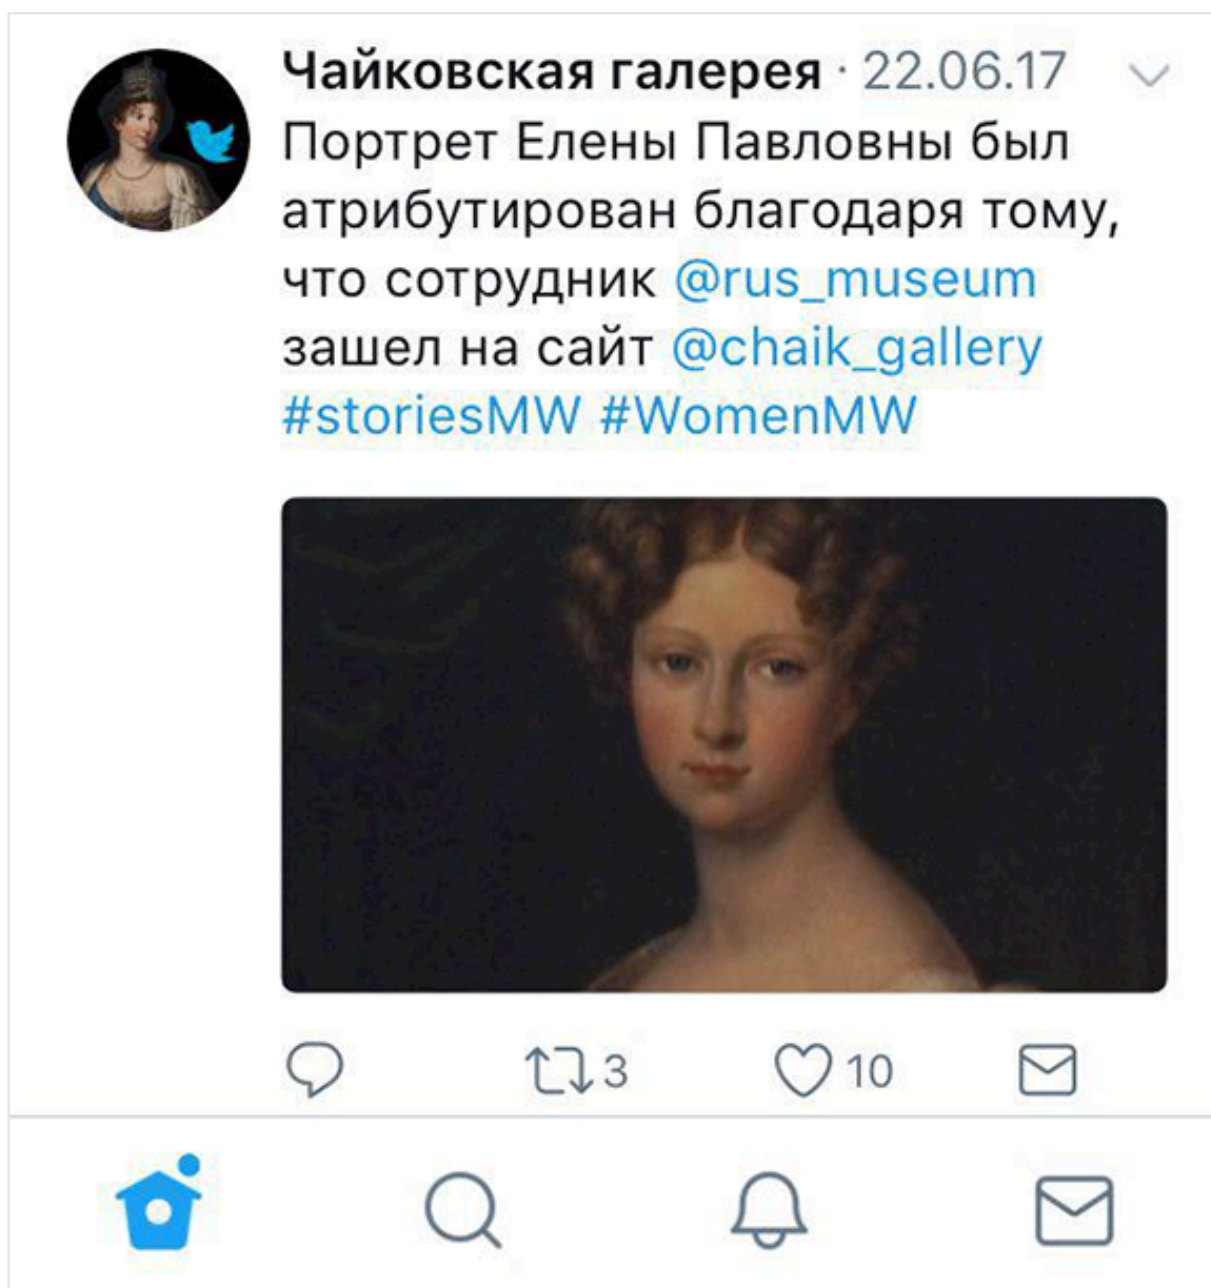 Чайковская галерея · 22.06.17
Портрет Елены Павловны был
атрибутирован благодаря тому,
что сотрудник @rus_museum
зашел на сайт @chaik_gallery
#storiesMW #WomenMW
3 10